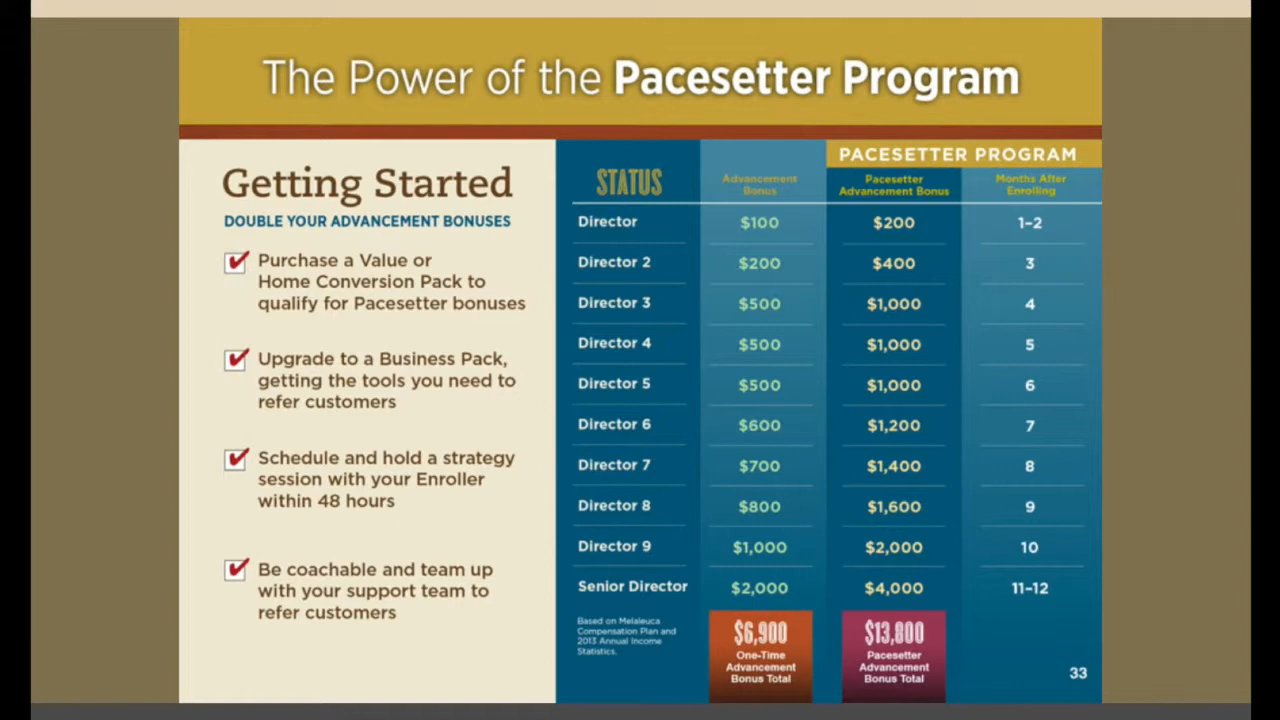 The Power of the Pacesetter Program
Getting Started
DOUBLE YOUR ADVANCEMENT BONUSES
Purchase a Value or
Home Conversion Pack to
qualify for Pacesetter bonuses
Upgrade to a Business Pack,
getting the tools you need to
refer customers
Schedule and hold a strategy
session with your Enroller
within 48 hours
Be coachable and team up
with your support team to
refer customers
PACESETTER PROGRAM
STATUS Advancement Bonus Pacesetter Advancement Bonus Months After Enrolling
Director $100 $200 1–2
Director 2 $200 $400 3
Director 3 $500 $1,000 4
Director 4 $500 $1,000 5
Director 5 $500 $1,000 6
Director 6 $600 $1,200 7
Director 7 $700 $1,400 8
Director 8 $800 $1,600 9
Director 9 $1,000 $2,000 10
Senior Director $2,000 $4,000 11–12
Based on Melaleuca
Compensation Plan and
2013 Annual Income
Statistics.
$6,900
One-Time
Advancement
Bonus Total
$13,800
Pacesetter
Advancement
Bonus Total
33